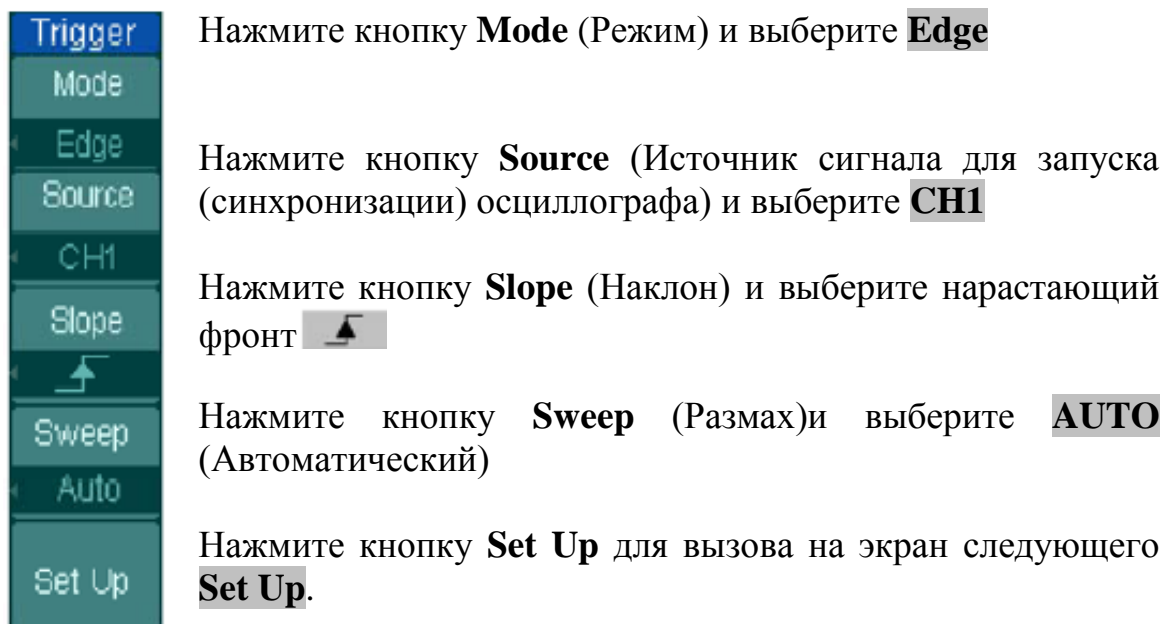 Trigger
Mode
Edge
Source
CH1
Slope
Sweep
Auto
Set Up
Нажмите кнопку Mode (Режим) и выберите Edge
Нажмите кнопку Source (Источник сигнала для запуска
(синхронизации) осциллографа) и выберите CH1
Нажмите кнопку Slope (Наклон) и выберите нарастающий
фронт
Нажмите кнопку Sweep (Размах)и выберите AUTO
(Автоматический)
Нажмите кнопку Set Up для вызова на экран следующего
Set Up.